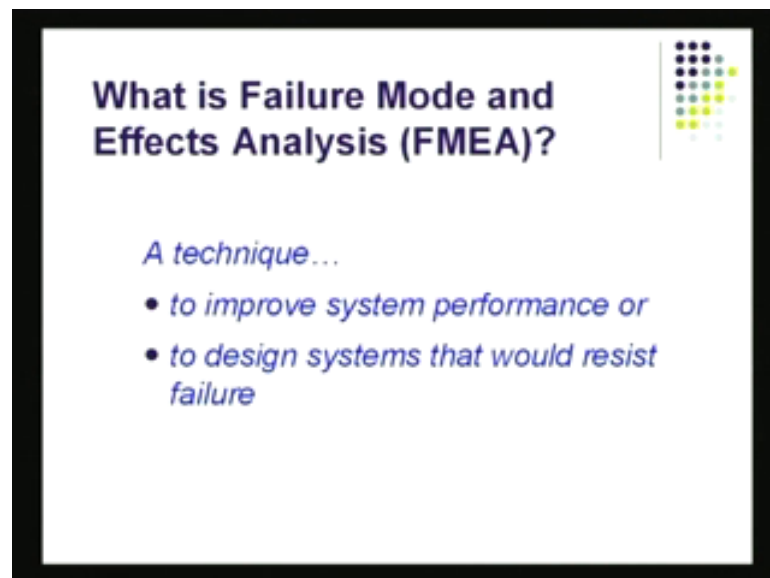 What is Failure Mode and
Effects Analysis (FMEA)?
A technique…
• to improve system performance or
• to design systems that would resist
failure